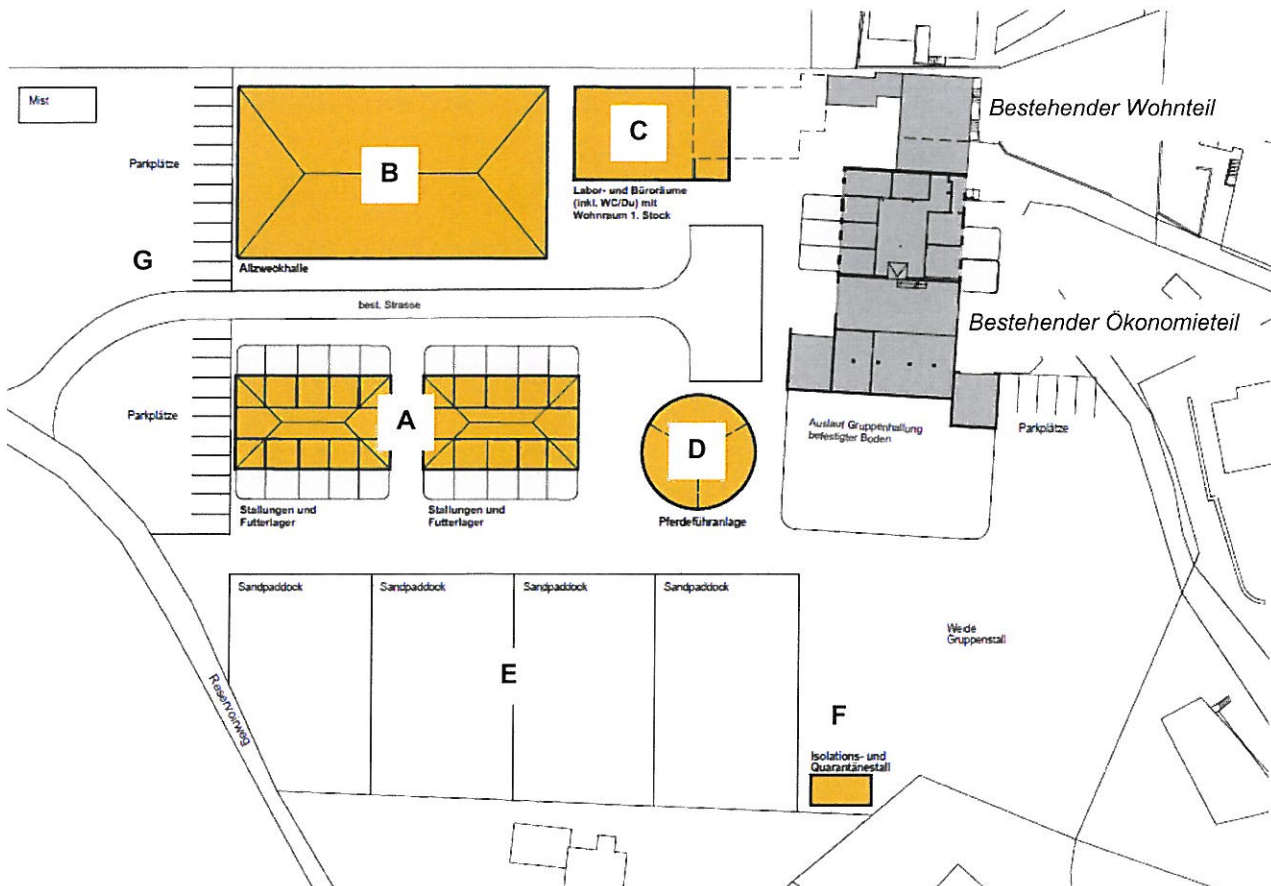 Mist
Parkplätze
B
C
Bestehender Wohnteil
Labor- und Büroräume
(inkl. WC/Du) mit
Wohnraum 1. Stock
G
Allzweckhalle
best. Strasse
Bestehender Ökonomieteil
Parkplätze
A
D
Auslauf Gruppenhaltung
befestigter Boden
Parkplätze
Stallungen und
Futterlager
Stallungen und
Futterlager
Pferdeführanlage
Sandpaddock
Sandpaddock
Sandpaddock
Sandpaddock
Weide
Gruppenstall
E
Reservoirweg
F
Isolations- und
Quarantänestall